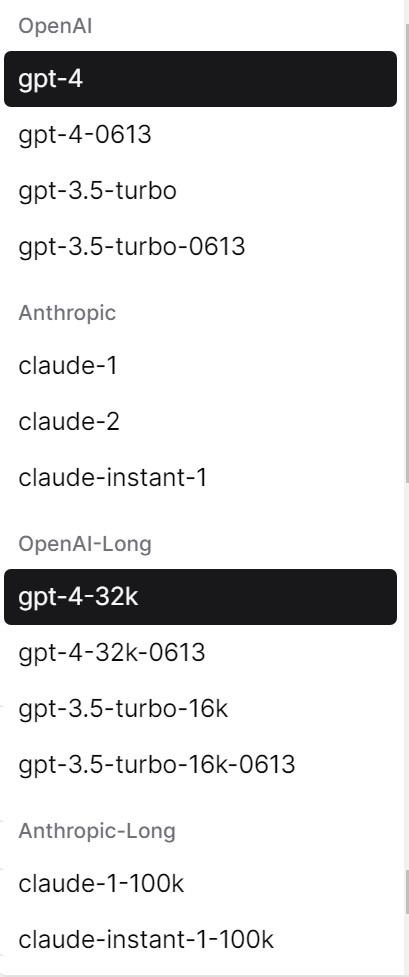 OpenAI
gpt-4
gpt-4-0613
gpt-3.5-turbo
gpt-3.5-turbo-0613
Anthropic
claude-1
claude-2
claude-instant-1
OpenAI-Long
gpt-4-32k
gpt-4-32k-0613
gpt-3.5-turbo-16k
gpt-3.5-turbo-16k-0613
Anthropic-Long
claude-1-100k
claude-instant-1-100k